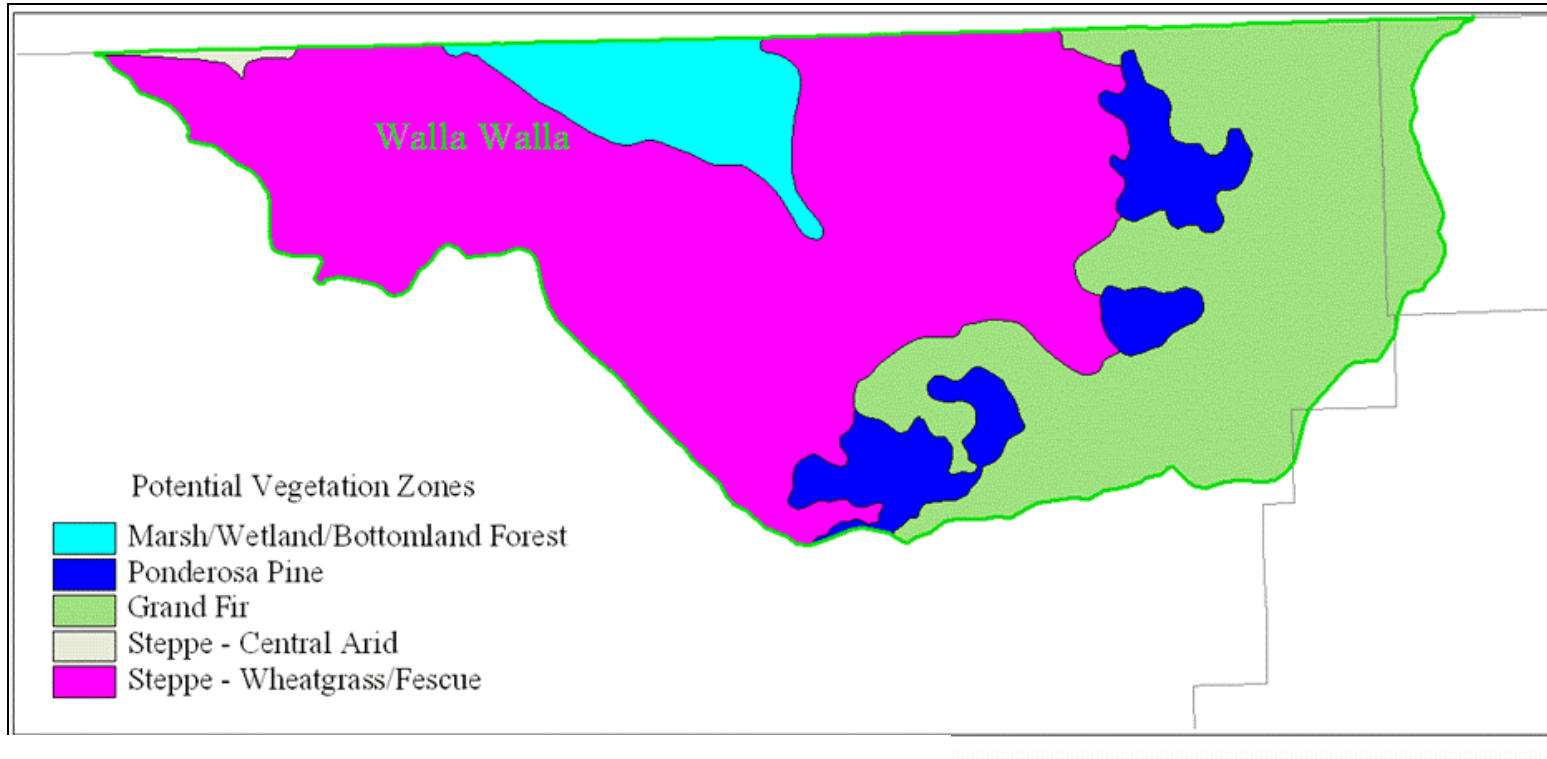 Walla Walla
Potential Vegetation Zones
Marsh/Wetland/Bottomland Forest
Ponderosa Pine
Grand Fir
Steppe - Central Arid
Steppe - Wheatgrass/Fescue